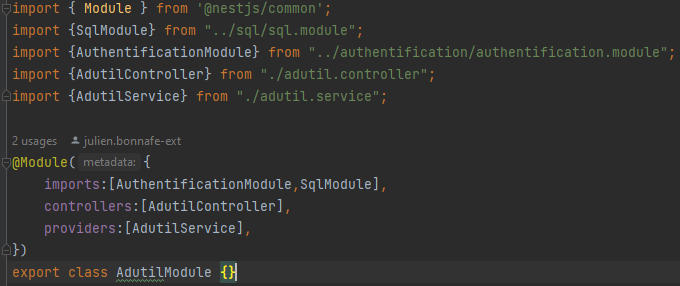 import { Module } from '@nestjs/common';
import {SqlModule} from "../sql/sql.module";
import {AuthentificationModule} from "../authentification/authentification.module";
import {AdutilController} from "./adutil.controller";
import {AdutilService} from "./adutil.service";
2 usages julien.bonnafe-ext
@Module( metadata: {
    imports:[AuthentificationModule,SqlModule],
    controllers:[AdutilController],
    providers:[AdutilService],
})
export class AdutilModule {}